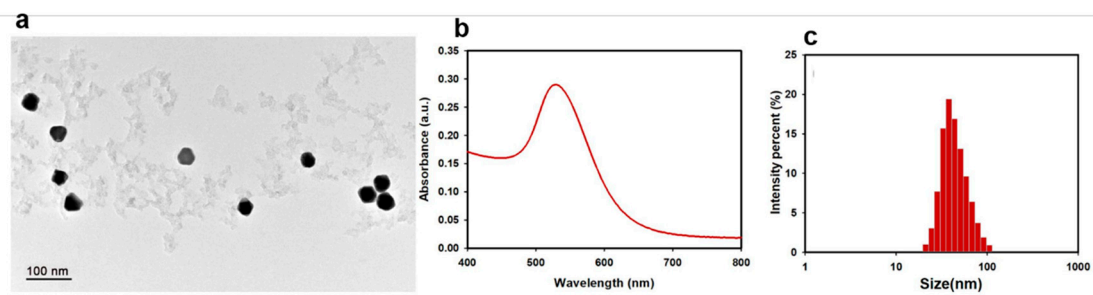 a
100 nm
b
0.35
0.30
0.25
0.20
0.15
0.10
0.05
0.00
Absorbance (a.u.)
400 500 600 700 800
Wavelength (nm)
c
25
20
15
10
5
0
Intensity percent (%)
1 10 100 1000
Size(nm)